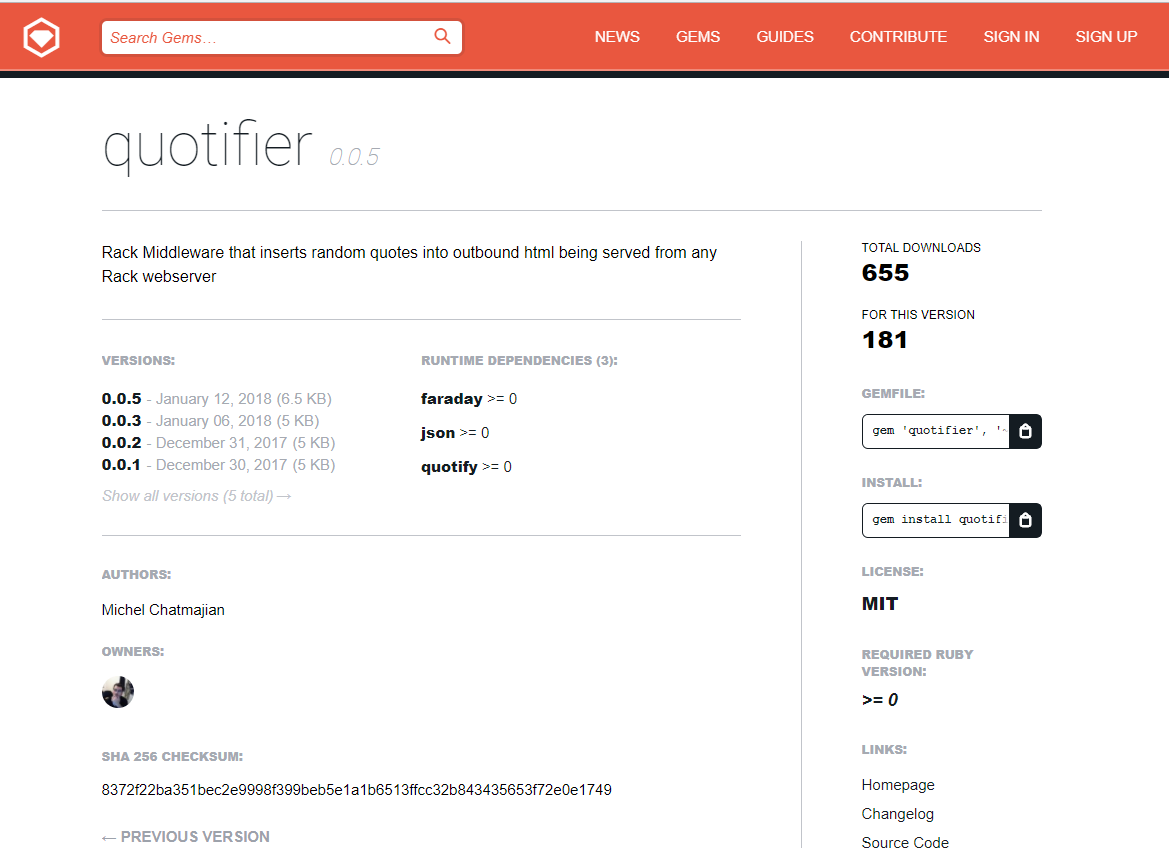 Search Gems…
NEWS
GEMS
GUIDES
CONTRIBUTE
SIGN IN
SIGN UP
quotifier 0.0.5
Rack Middleware that inserts random quotes into outbound html being served from any
Rack webserver
VERSIONS:
0.0.5 - January 12, 2018 (6.5 KB)
0.0.3 - January 06, 2018 (5 KB)
0.0.2 - December 31, 2017 (5 KB)
0.0.1 - December 30, 2017 (5 KB)
Show all versions (5 total) →
RUNTIME DEPENDENCIES (3):
faraday >= 0
json >= 0
quotify >= 0
AUTHORS:
Michel Chatmajian
OWNERS:
SHA 256 CHECKSUM:
8372f22ba351bec2e9998f399beb5e1a1b6513ffcc32b843435653f72e0e1749
← PREVIOUS VERSION
TOTAL DOWNLOADS
655
FOR THIS VERSION
181
GEMFILE:
gem 'quotifier', '~
INSTALL:
gem install quotifi
LICENSE:
MIT
REQUIRED RUBY
VERSION:
>= 0
LINKS:
Homepage
Changelog
Source Code